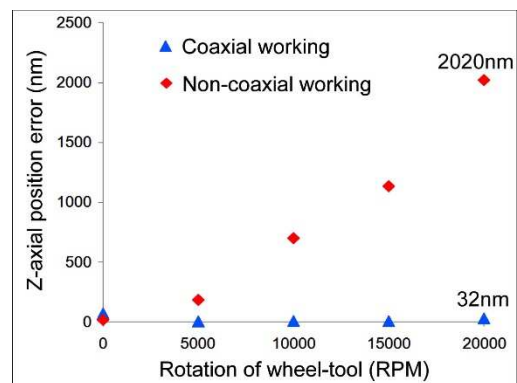 2500
Coaxial working
Non-coaxial working
2020nm
2000
1500
1000
500
32nm
0
0 5000 10000 15000 20000
Z-axial position error (nm)
Rotation of wheel-tool (RPM)